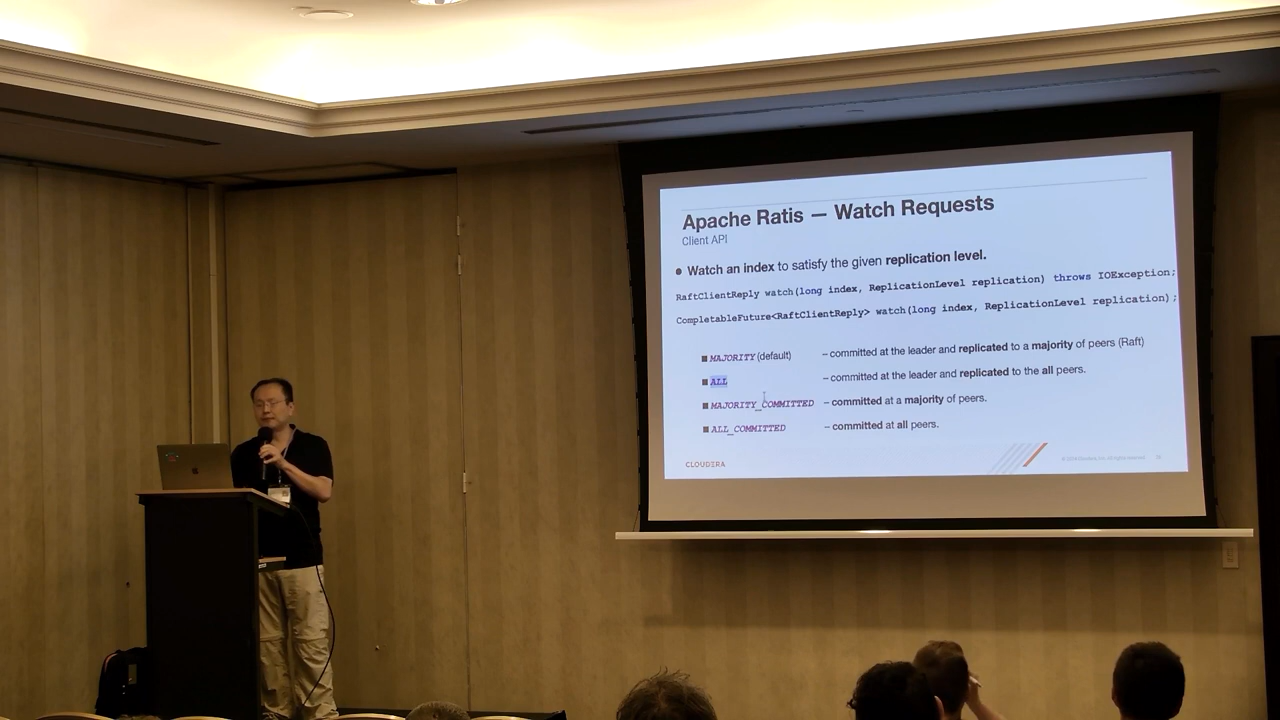 Apache Ratis — Watch Requests
Client API
● Watch an index to satisfy the given replication level.
RaftClientReply watch(long index, ReplicationLevel replication) throws IOException;
CompletableFuture<RaftClientReply> watch(long index, ReplicationLevel replication);
■ MAJORITY (default) – committed at the leader and replicated to a majority of peers (Raft)
■ ALL – committed at the leader and replicated to the all peers.
■ MAJORITY_COMMITTED – committed at a majority of peers.
■ ALL_COMMITTED – committed at all peers.
CLOUDERA